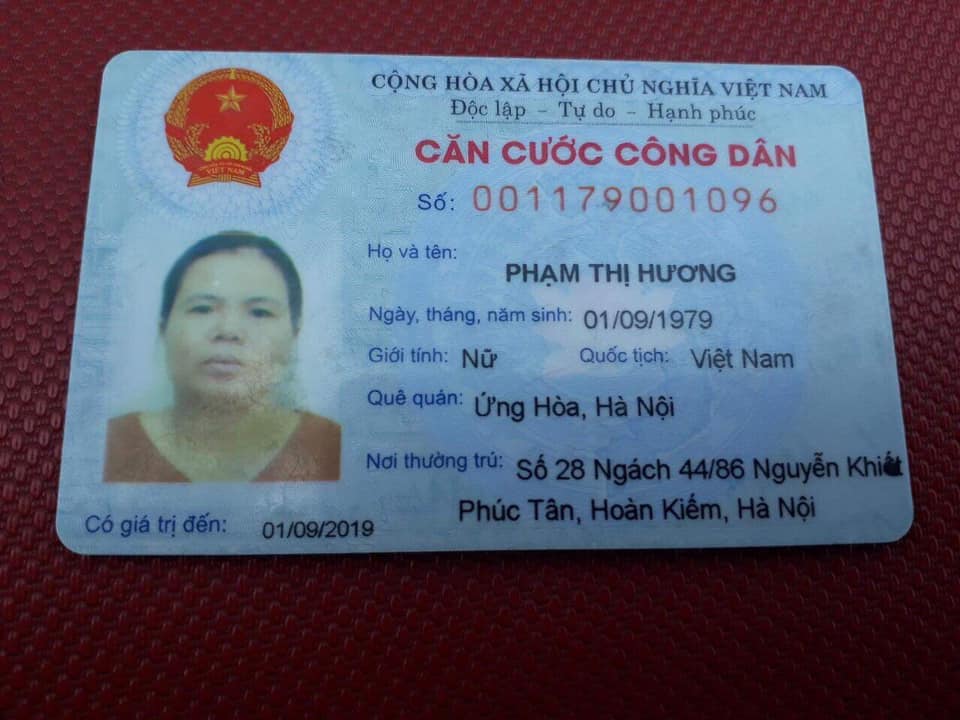 CỘNG HÒA XÃ HỘI CHỦ NGHĨA VIỆT NAM
Độc lập - Tự do - Hạnh phúc
CĂN CƯỚC CÔNG DÂN
Số: 001179001096
Họ và tên:
PHẠM THỊ HƯƠNG
Ngày, tháng, năm sinh: 01/09/1979
Giới tính: Nữ Quốc tịch: Việt Nam
Quê quán: Ứng Hòa, Hà Nội
Nơi thường trú: Số 28 Ngách 44/86 Nguyễn Khiết
Phúc Tân, Hoàn Kiếm, Hà Nội
Có giá trị đến: 01/09/2019
VIỆT NAM